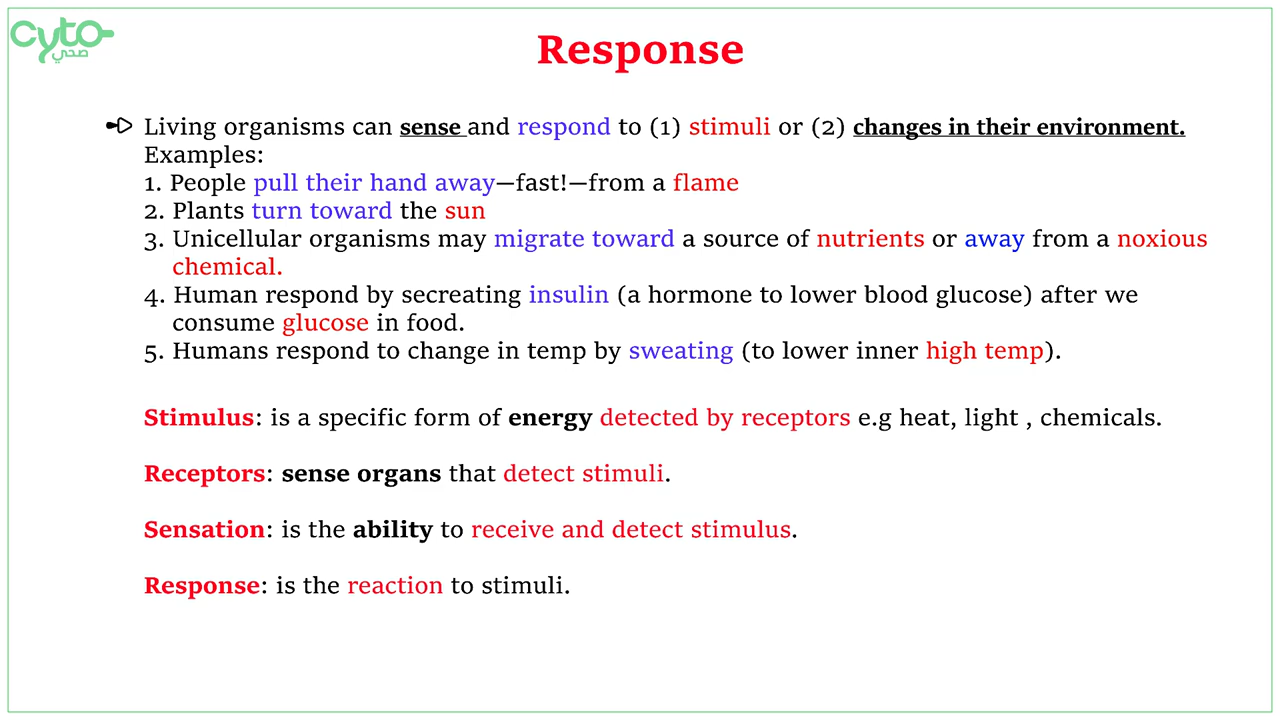 cyto
صحي
Response
Living organisms can sense and respond to (1) stimuli or (2) changes in their environment.
Examples:
1. People pull their hand away—fast!—from a flame
2. Plants turn toward the sun
3. Unicellular organisms may migrate toward a source of nutrients or away from a noxious
chemical.
4. Human respond by secreating insulin (a hormone to lower blood glucose) after we
consume glucose in food.
5. Humans respond to change in temp by sweating (to lower inner high temp).
Stimulus: is a specific form of energy detected by receptors e.g heat, light , chemicals.
Receptors: sense organs that detect stimuli.
Sensation: is the ability to receive and detect stimulus.
Response: is the reaction to stimuli.